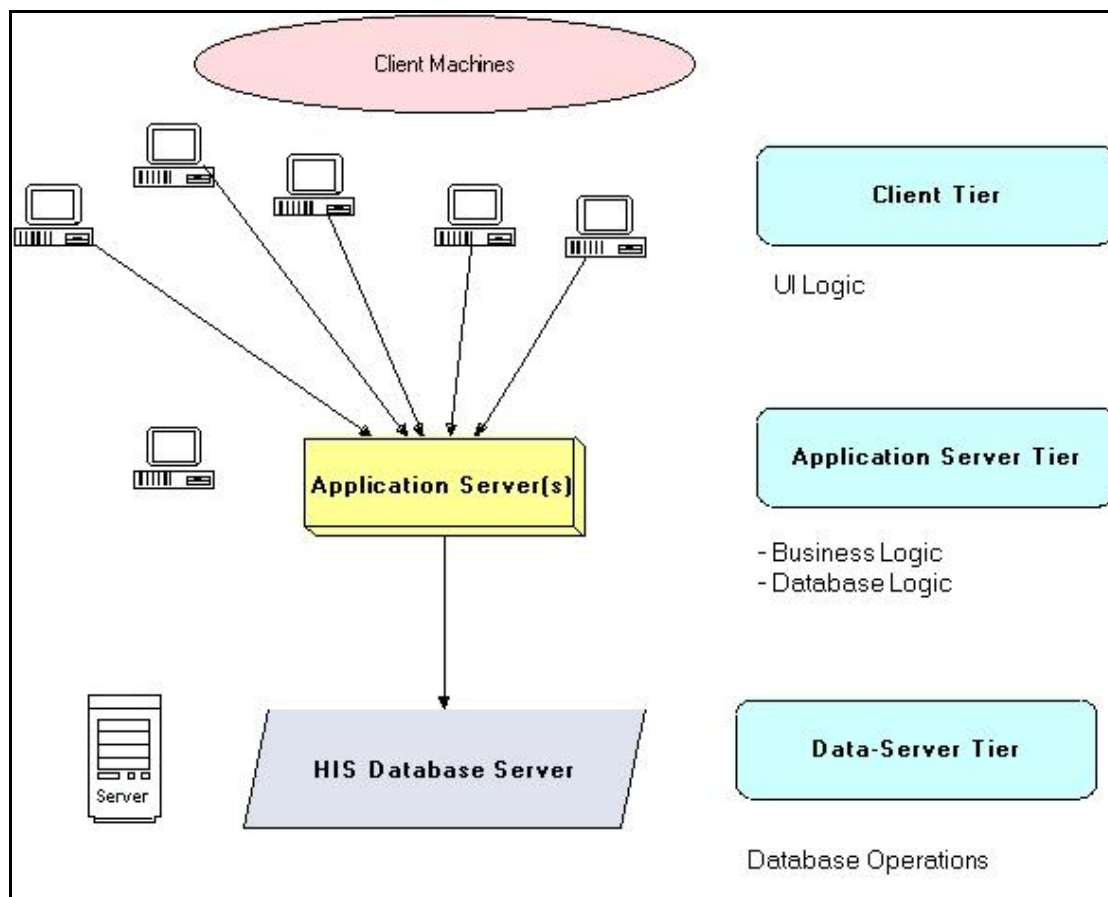 Client Machines
Client Tier
UI Logic
Application Server(s)
Application Server Tier
- Business Logic
- Database Logic
Server
HIS Database Server
Data-Server Tier
Database Operations